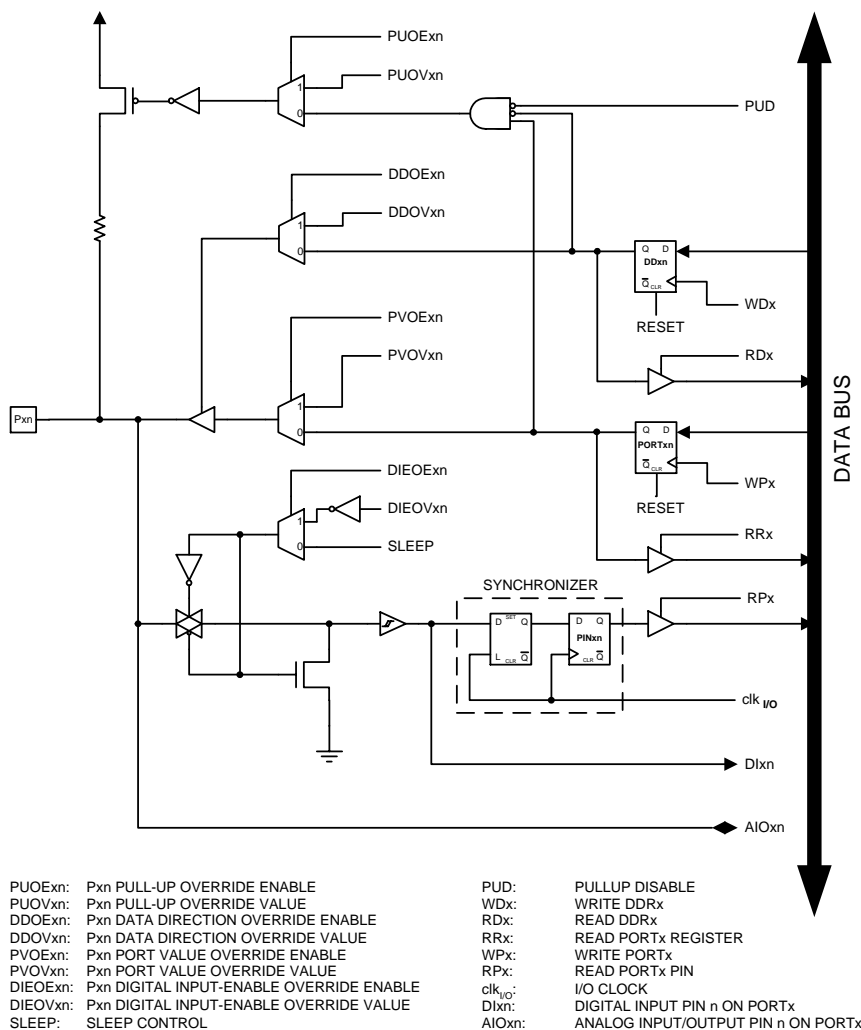 PUOExn
PUOVxn
1
0
PUD
DDOExn
DDOVxn
1
0
Q D
DDxn
Q CLR
WDx
RESET
PVOExn
RDx
PVOVxn
1
0
Pxn
Q D
PORTxn
Q CLR
DATA BUS
DIEOExn
WPx
DIEOVxn
1
RESET
0
SLEEP
RRx
SYNCHRONIZER
RPx
D SET Q
D Q
PINxn
L CLR Q
CLR Q
clk I/O
DIxn
AIOxn
PUOExn: Pxn PULL-UP OVERRIDE ENABLE
PUOVxn: Pxn PULL-UP OVERRIDE VALUE
DDOExn: Pxn DATA DIRECTION OVERRIDE ENABLE
DDOVxn: Pxn DATA DIRECTION OVERRIDE VALUE
PVOExn: Pxn PORT VALUE OVERRIDE ENABLE
PVOVxn: Pxn PORT VALUE OVERRIDE VALUE
DIEOExn: Pxn DIGITAL INPUT-ENABLE OVERRIDE ENABLE
DIEOVxn: Pxn DIGITAL INPUT-ENABLE OVERRIDE VALUE
SLEEP: SLEEP CONTROL
PUD: PULLUP DISABLE
WDx: WRITE DDRx
RDx: READ DDRx
RRx: READ PORTx REGISTER
WPx: WRITE PORTx
RPx: READ PORTx PIN
clkI/O: I/O CLOCK
DIxn: DIGITAL INPUT PIN n ON PORTx
AIOxn: ANALOG INPUT/OUTPUT PIN n ON PORTx